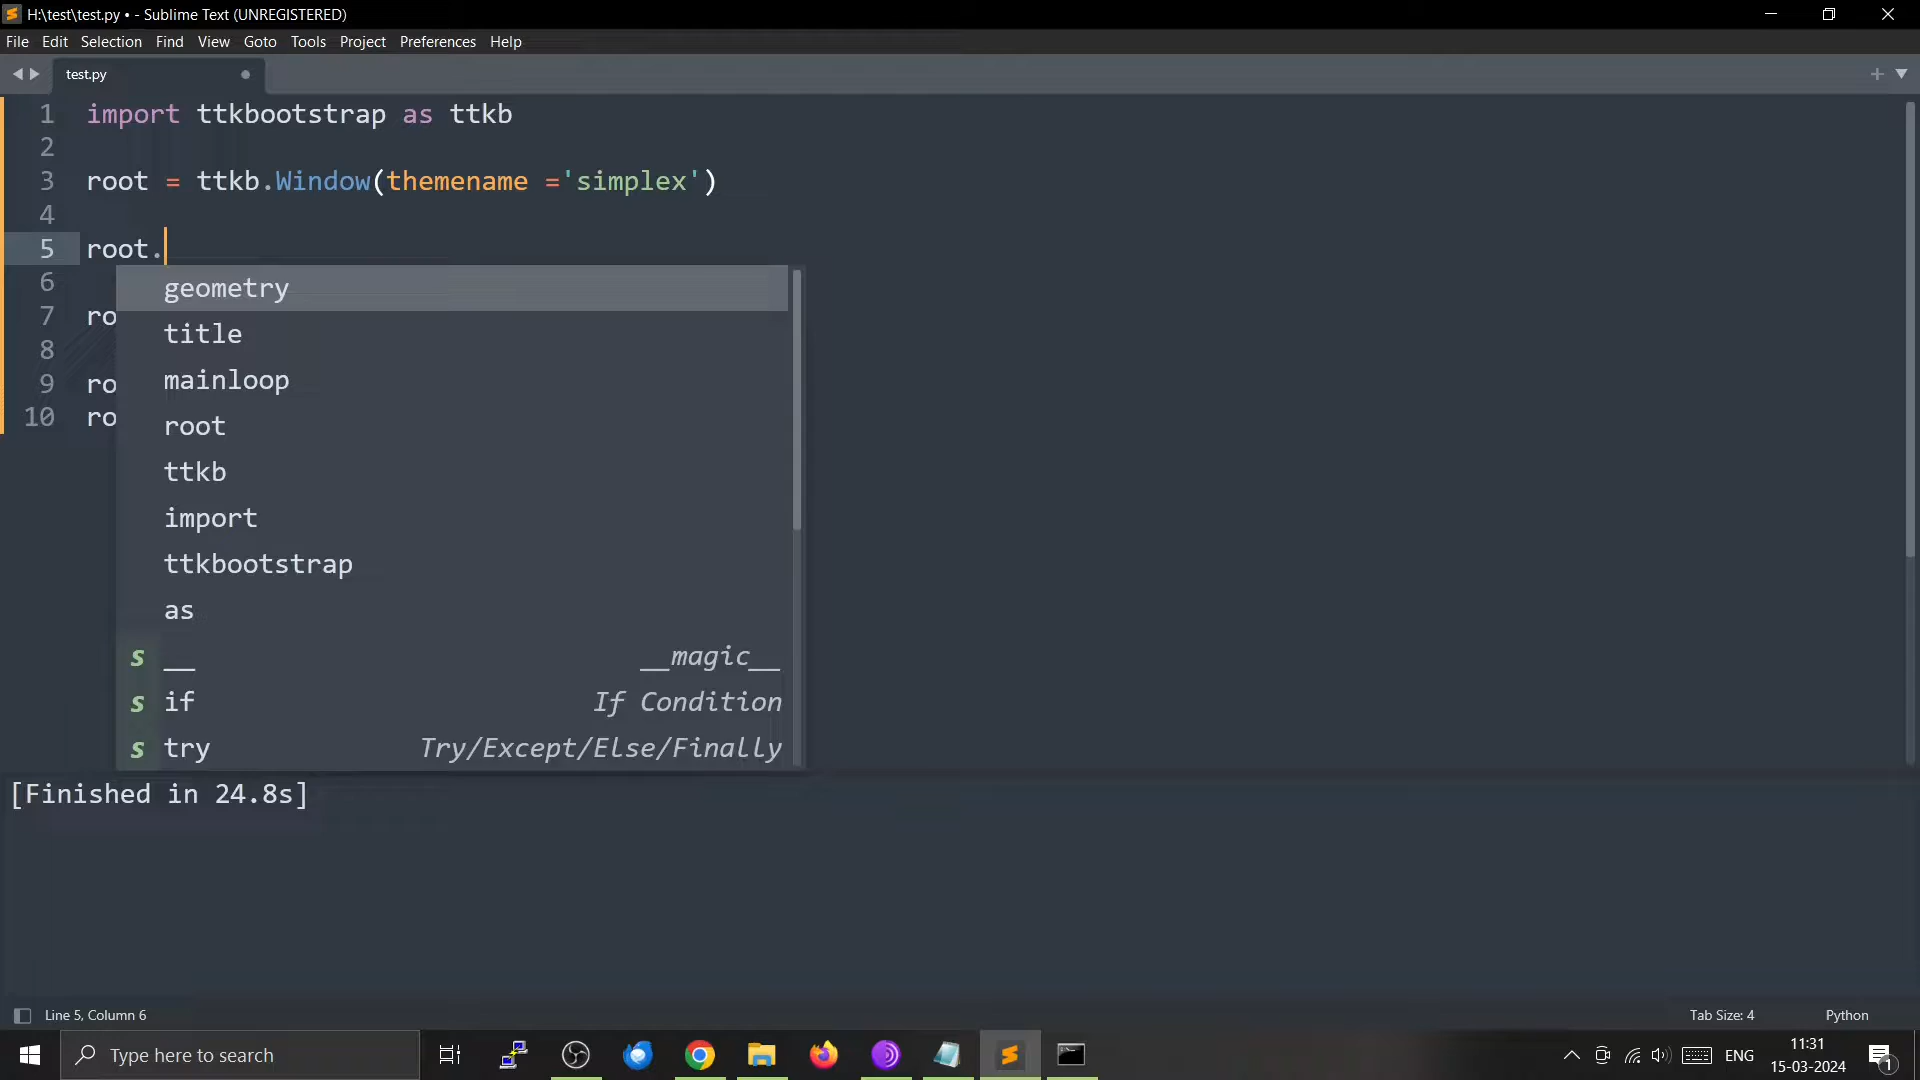 H:\test\test.py • - Sublime Text (UNREGISTERED)
File Edit Selection Find View Goto Tools Project Preferences Help
test.py
1 import ttkbootstrap as ttkb
2
3 root = ttkb.Window(themename ='simplex')
4
5 root.
6 geometry
7 ro title
8 mainloop
9 ro root
10 ro ttkb
import
ttkbootstrap
as
s __ __magic__
s if If Condition
s try Try/Except/Else/Finally
[Finished in 24.8s]
Line 5, Column 6 Tab Size: 4 Python
Type here to search ENG 11:31
15-03-2024 1